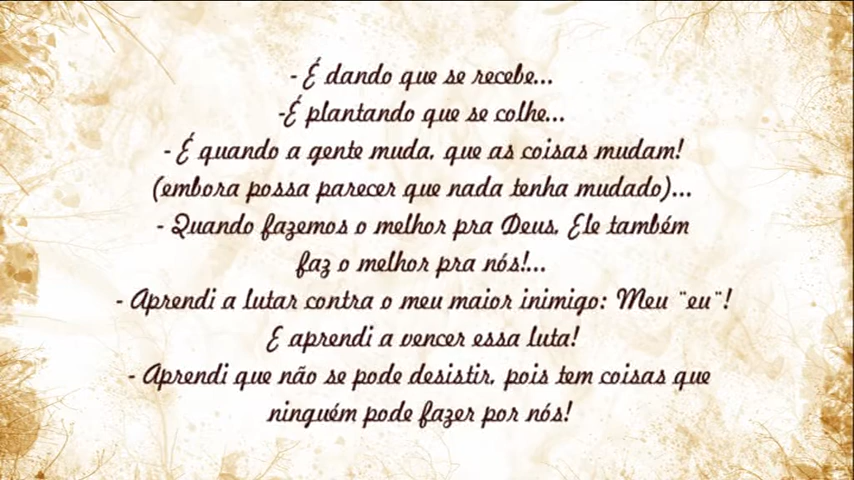 - É dando que se recebe...
-É plantando que se colhe...
- É quando a gente muda, que as coisas mudam!
(embora possa parecer que nada tenha mudado)...
- Quando fazemos o melhor pra Deus, Ele também
faz o melhor pra nós!...
- Aprendi a lutar contra o meu maior inimigo: Meu ¨eu¨!
E aprendi a vencer essa luta!
- Aprendi que não se pode desistir, pois tem coisas que
ninguém pode fazer por nós!